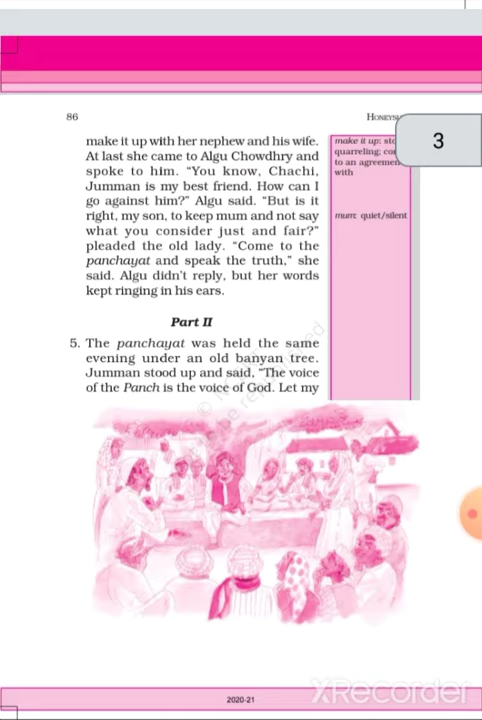 86
3
make it up with her nephew and his wife.
At last she came to Algu Chowdhry and
spoke to him. “You know, Chachi,
Jumman is my best friend. How can I
go against him?” Algu said. “But is it
right, my son, to keep mum and not say
what you consider just and fair?”
pleaded the old lady. “Come to the
panchayat and speak the truth,” she
said. Algu didn’t reply, but her words
kept ringing in his ears.
make it up:
quarreling;
to an
with
mum: quiet/silent
Part II
5. The panchayat was held the same
evening under an old banyan tree.
Jumman stood up and said, “The voice
of the Panch is the voice of God. Let my
2020-21
XRecorder